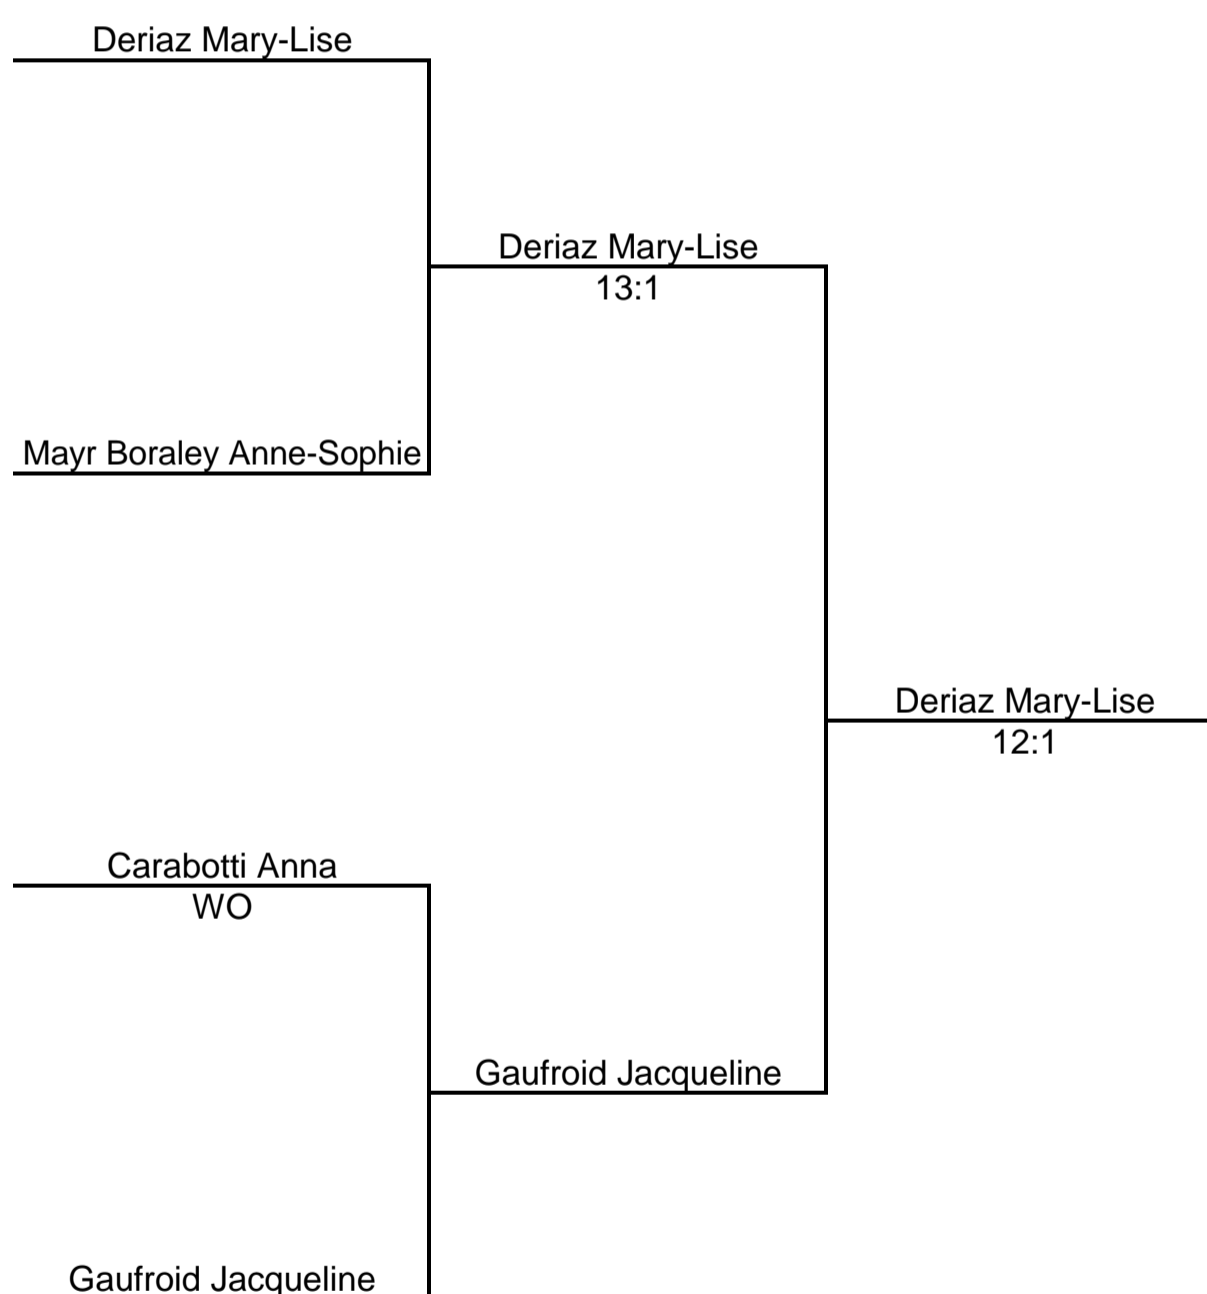 Deriaz Mary-Lise
Deriaz Mary-Lise
13:1
Mayr Boraley Anne-Sophie
Deriaz Mary-Lise
12:1
Carabotti Anna
WO
Gaufroid Jacqueline
Gaufroid Jacqueline